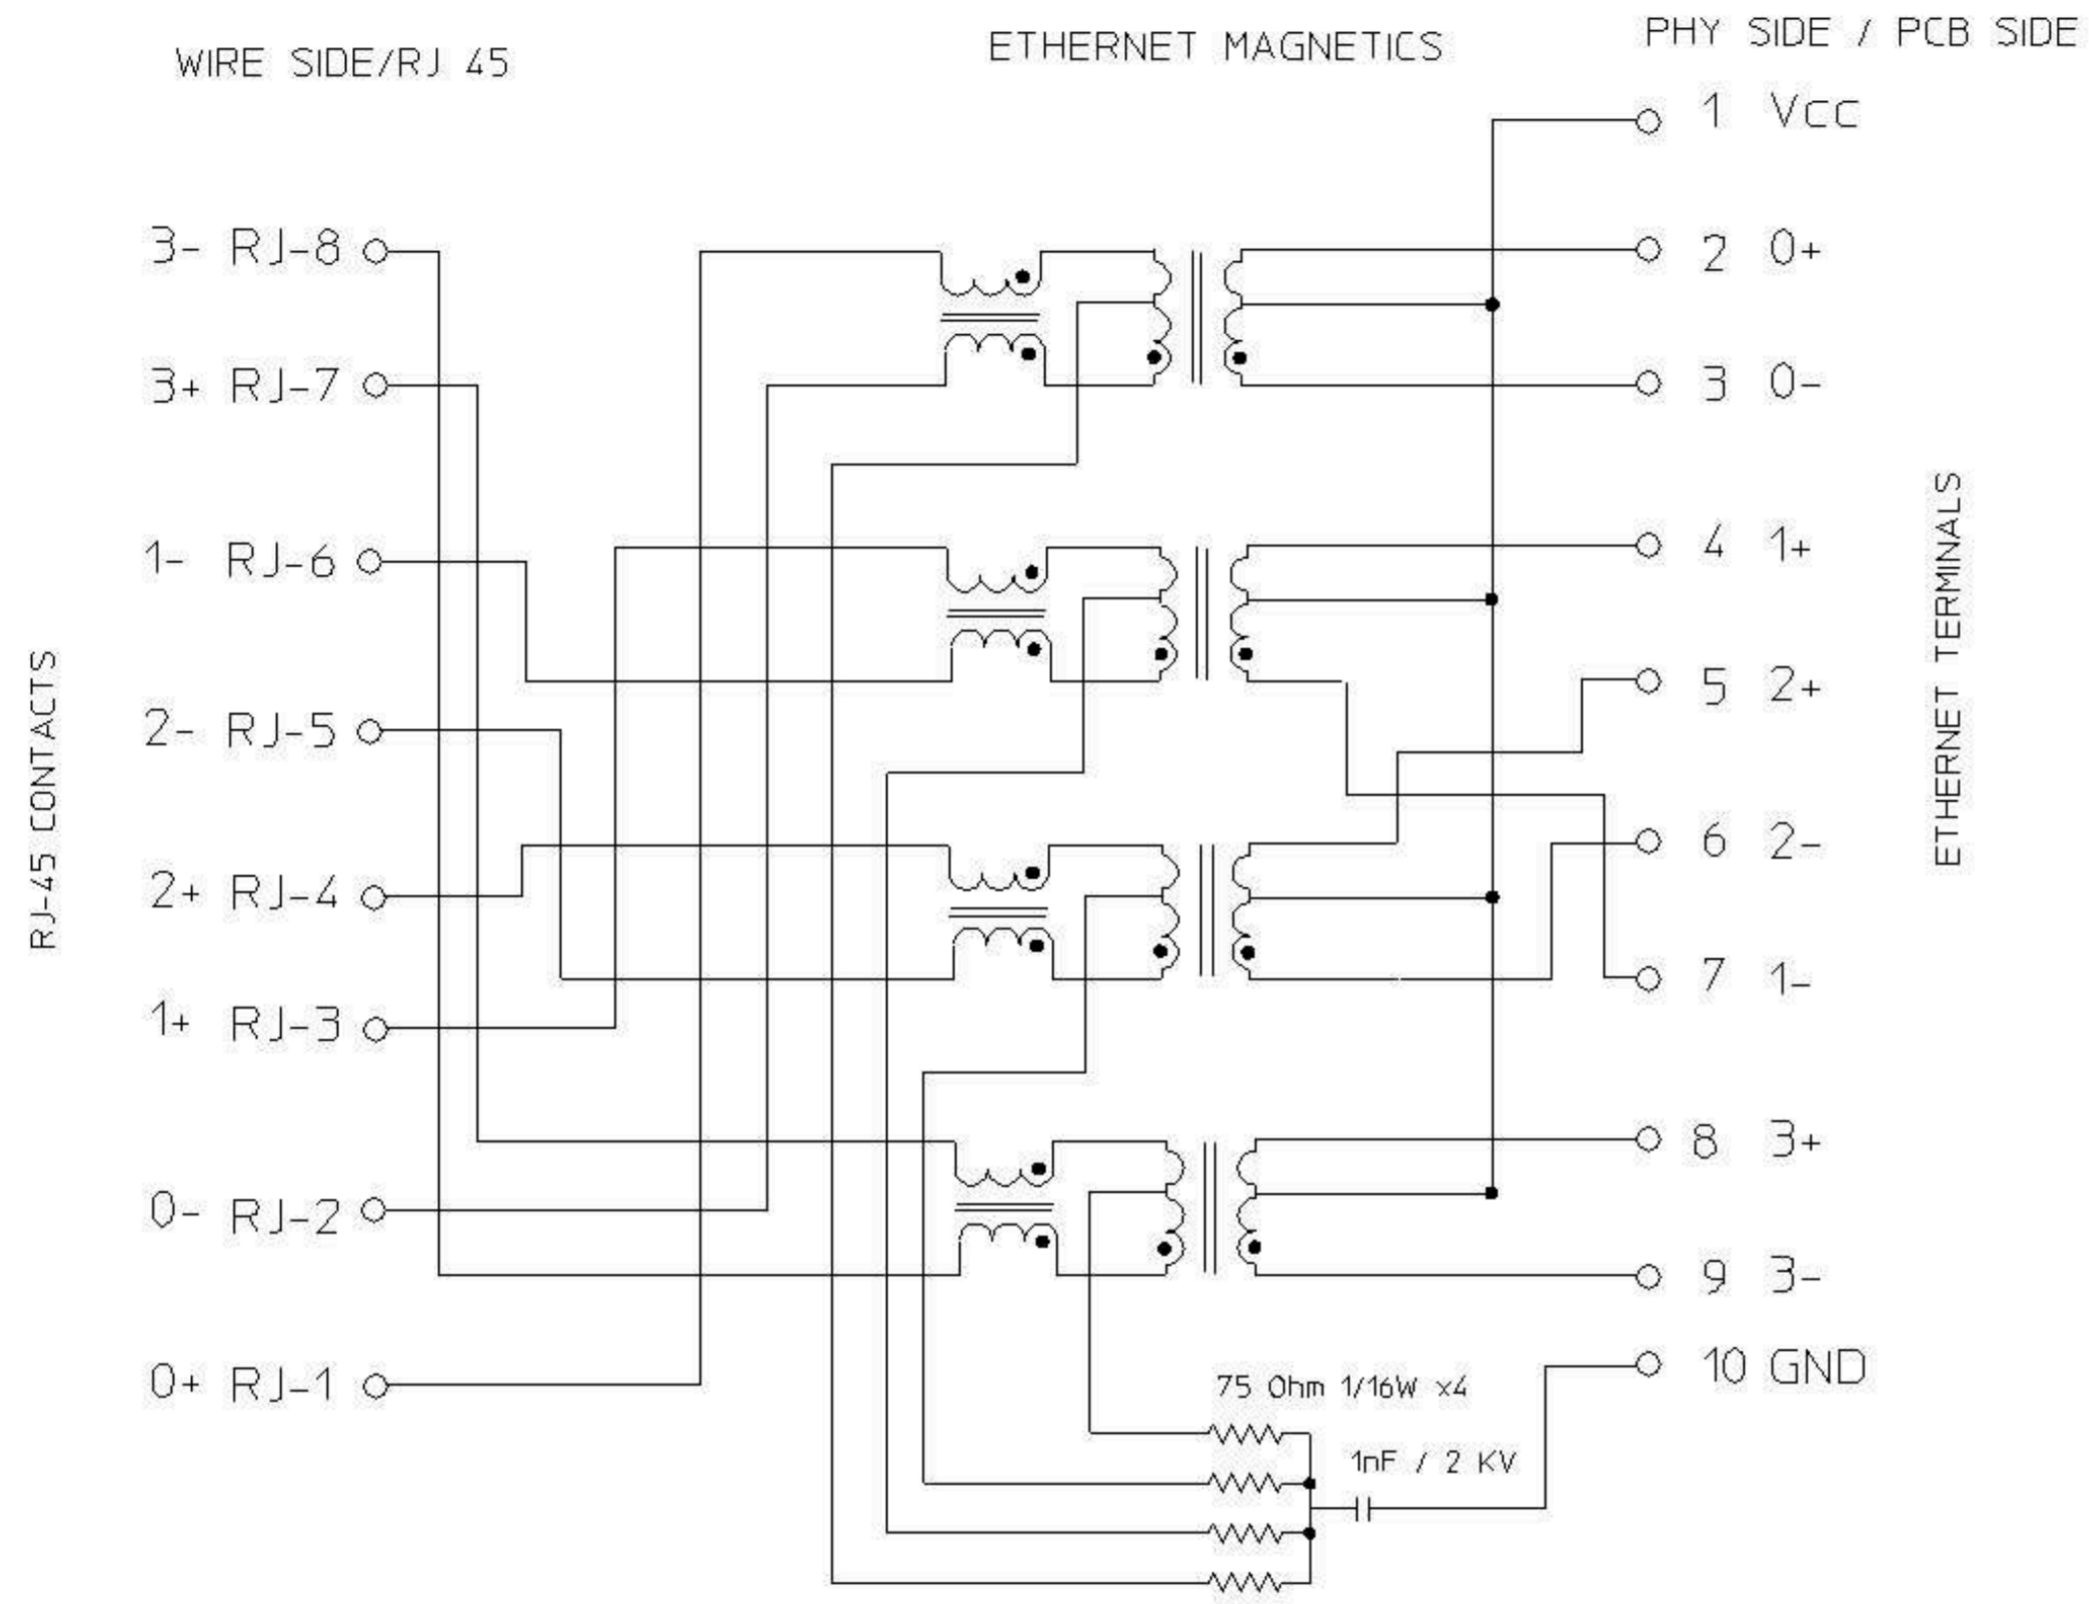 WIRE SIDE/RJ 45
ETHERNET MAGNETICS
PHY SIDE / PCB SIDE
1 Vcc
3- RJ-8
2 0+
3+ RJ-7
3 0-
1- RJ-6
4 1+
2- RJ-5
5 2+
2+ RJ-4
6 2-
1+ RJ-3
7 1-
0- RJ-2
8 3+
9 3-
0+ RJ-1
10 GND
RJ-45 CONTACTS
ETHERNET TERMINALS
75 Ohm 1/16W x4
1nF / 2 KV